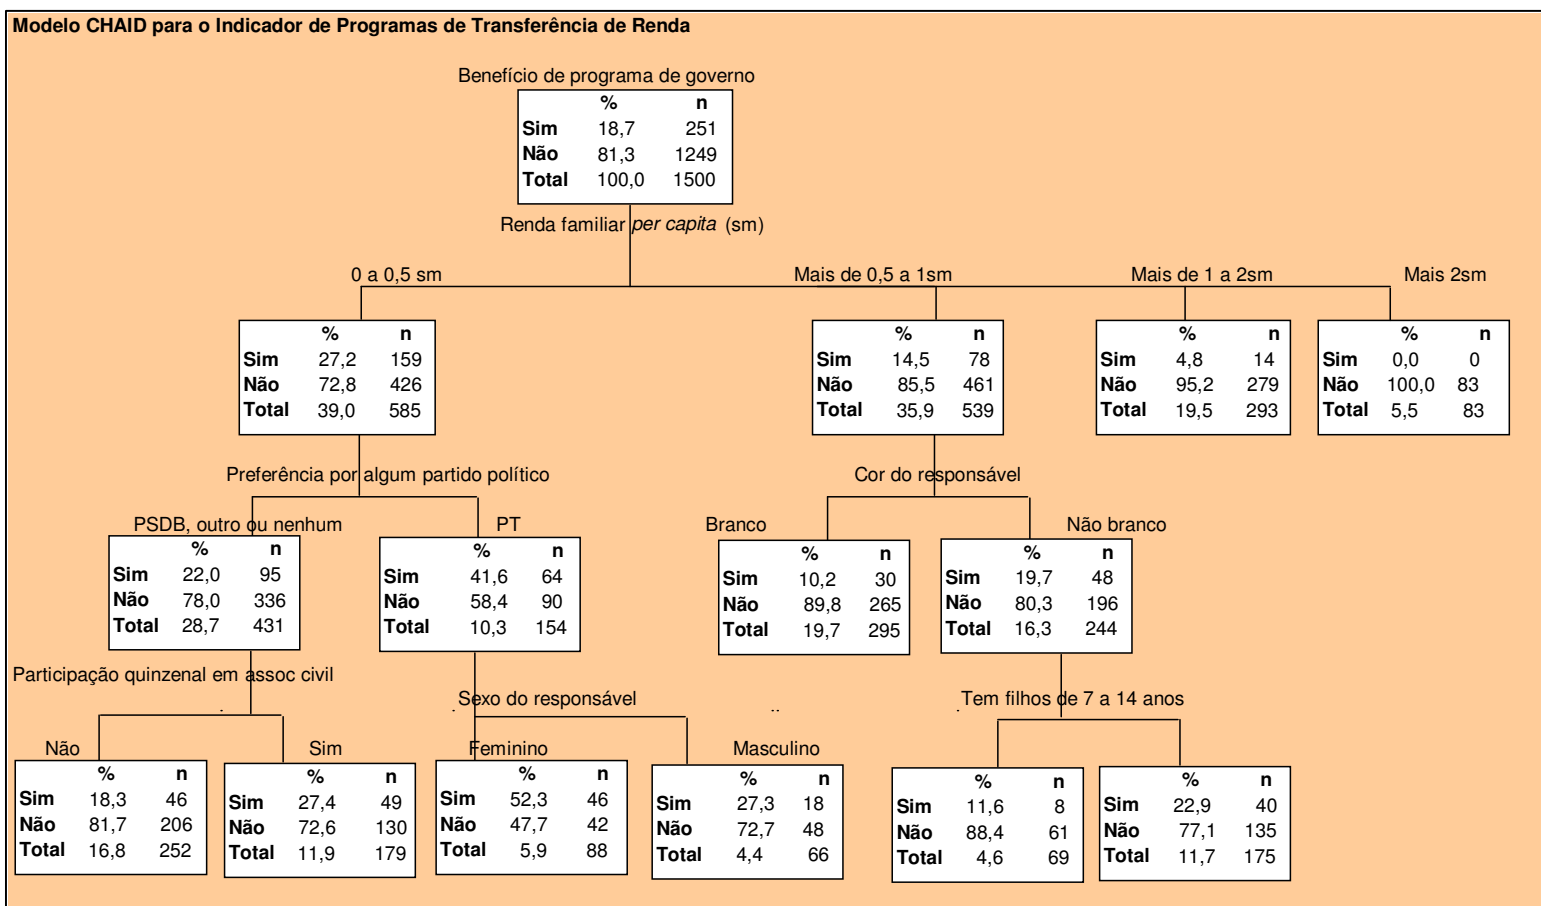 Modelo CHAID para o Indicador de Programas de Transferência de Renda
Benefício de programa de governo
% n
Sim 18,7 251
Não 81,3 1249
Total 100,0 1500
Renda familiar per capita (sm)
0 a 0,5 sm Mais de 0,5 a 1sm Mais de 1 a 2sm Mais 2sm
% n % n % n % n
Sim 27,2 159 Sim 14,5 78 Sim 4,8 14 Sim 0,0 0
Não 72,8 426 Não 85,5 461 Não 95,2 279 Não 100,0 83
Total 39,0 585 Total 35,9 539 Total 19,5 293 Total 5,5 83
Preferência por algum partido político Cor do responsável
PSDB, outro ou nenhum PT Branco Não branco
% n % n % n % n
Sim 22,0 95 Sim 41,6 64 Sim 10,2 30 Sim 19,7 48
Não 78,0 336 Não 58,4 90 Não 89,8 265 Não 80,3 196
Total 28,7 431 Total 10,3 154 Total 19,7 295 Total 16,3 244
Participação quinzenal em assoc civil Sexo do responsável Tem filhos de 7 a 14 anos
Não Sim Feminino Masculino
% n % n % n % n % n % n
Sim 18,3 46 Sim 27,4 49 Sim 52,3 46 Sim 27,3 18 Sim 11,6 8 Sim 22,9 40
Não 81,7 206 Não 72,6 130 Não 47,7 42 Não 72,7 48 Não 88,4 61 Não 77,1 135
Total 16,8 252 Total 11,9 179 Total 5,9 88 Total 4,4 66 Total 4,6 69 Total 11,7 175